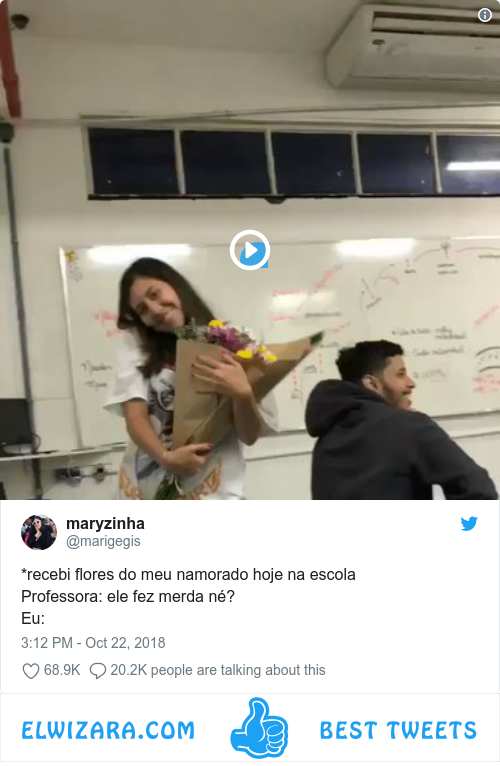 maryzinha
@marigegis
*recebi flores do meu namorado hoje na escola
Professora: ele fez merda né?
Eu:
3:12 PM - Oct 22, 2018
68.9K 20.2K people are talking about this
ELWIZARA.COM BEST TWEETS